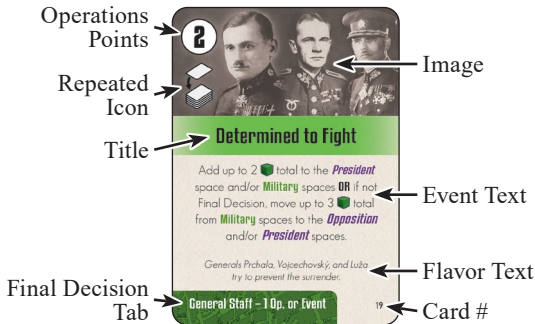 Operations
Points
2
Repeated
Icon
Image
Title
Determined to Fight
Add up to 2 total to the President
space and/or Military spaces OR if not
Final Decision, move up to 3 total
from Military spaces to the Opposition
and/or President spaces.
Event Text
Generals Prchala, Vojcechovský, and Luža
try to prevent the surrender.
Flavor Text
Final Decision
Tab
General Staff – 1 Op. or Event
19
Card #